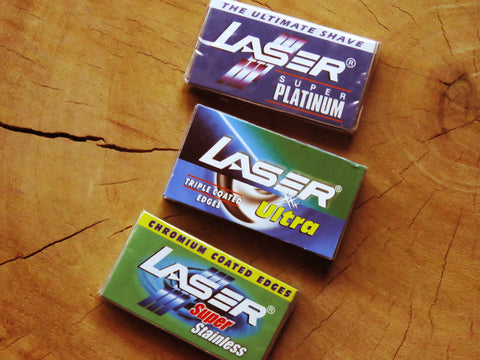 THE ULTIMATE SHAVE
LASER®
SUPER
PLATINUM
LASER®
TRIPLE COATED
EDGES
Ultra
CHROMIUM COATED EDGES
LASER®
Super
Stainless